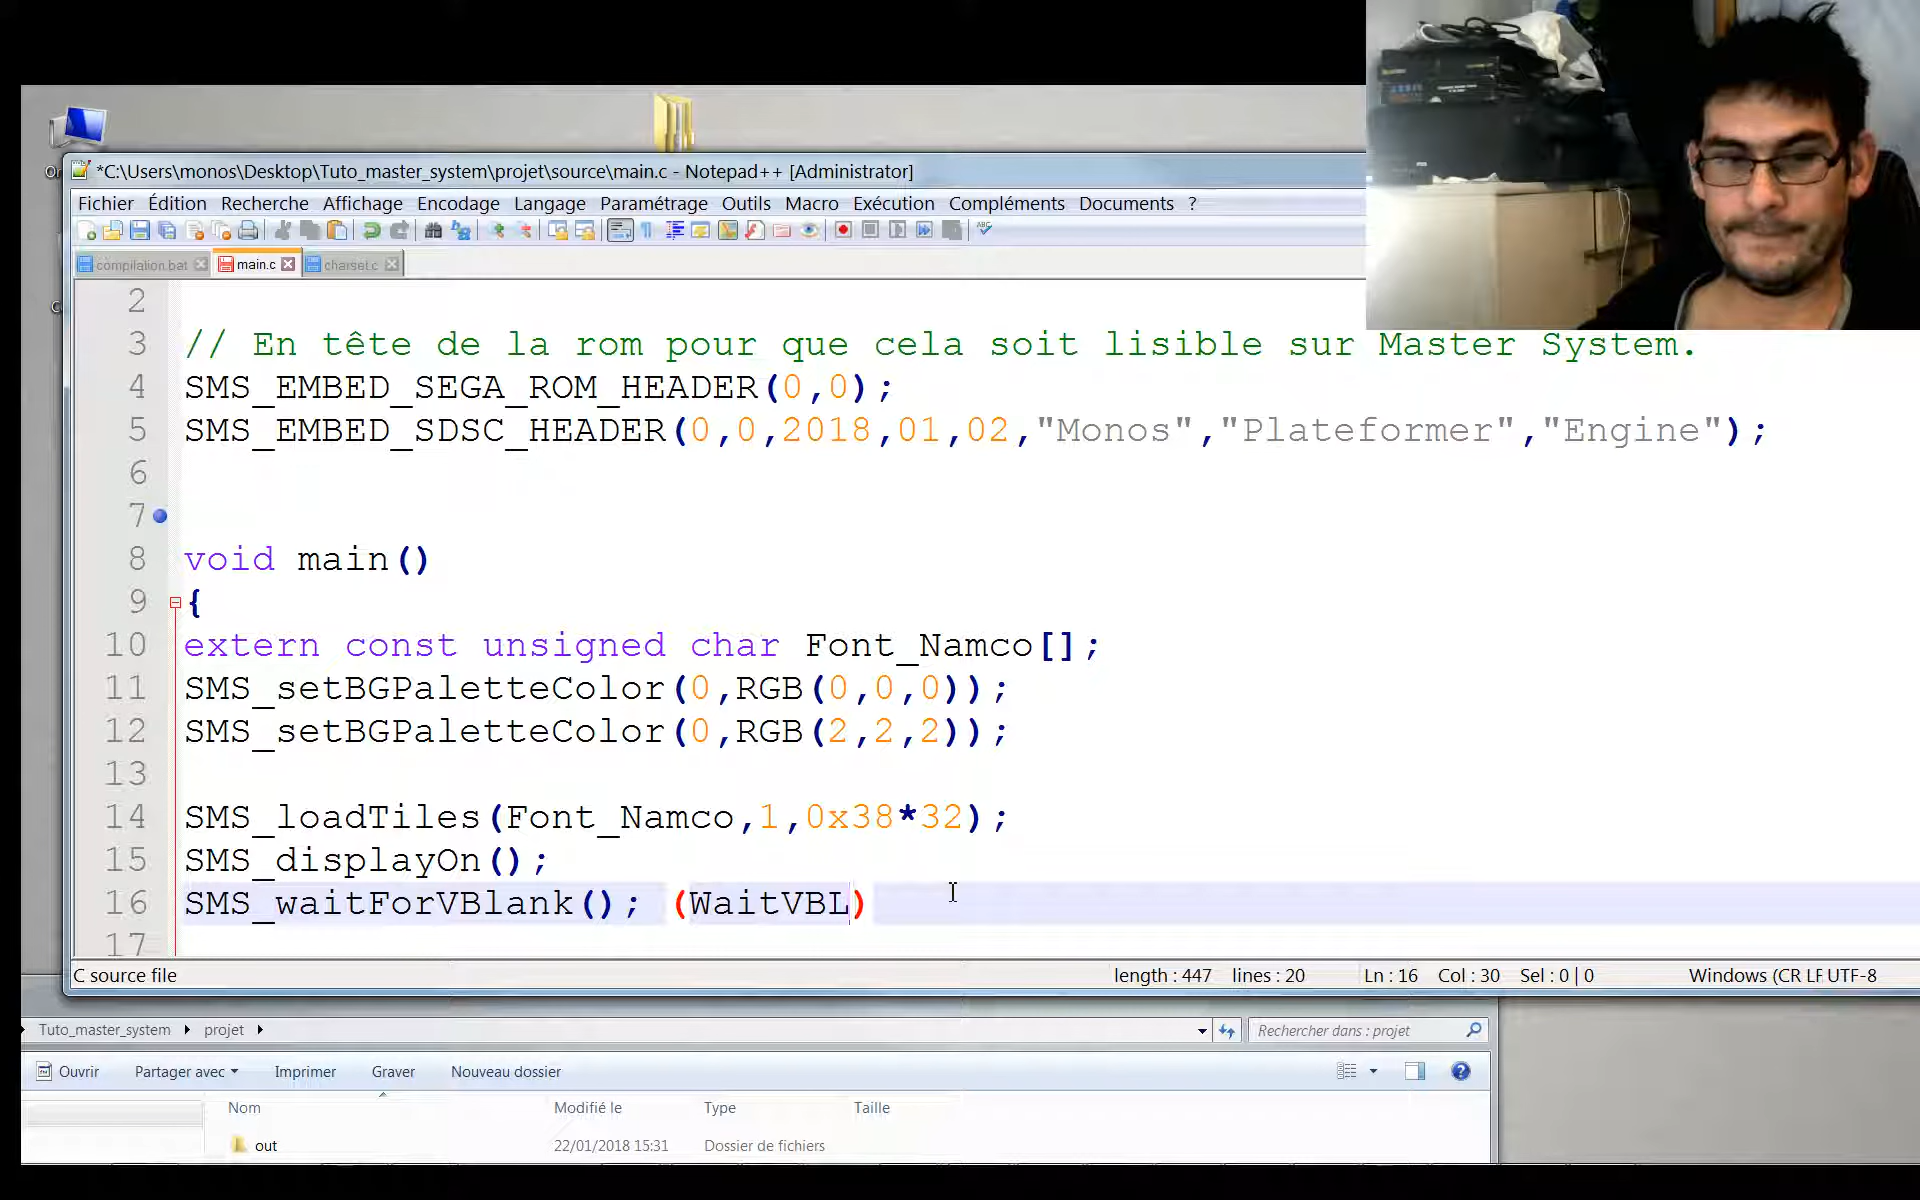 *C:\Users\monos\Desktop\Tuto_master_system\projet\source\main.c - Notepad++ [Administrator]
Fichier Édition Recherche Affichage Encodage Langage Paramétrage Outils Macro Exécution Compléments Documents ?
compilation.bat main.c charset.c
2
3 // En tête de la rom pour que cela soit lisible sur Master System.
4 SMS_EMBED_SEGA_ROM_HEADER(0,0);
5 SMS_EMBED_SDSC_HEADER(0,0,2018,01,02,"Monos","Plateformer","Engine");
6
7
8 void main()
9 {
10 extern const unsigned char Font_Namco[];
11 SMS_setBGPaletteColor(0,RGB(0,0,0));
12 SMS_setBGPaletteColor(0,RGB(2,2,2));
13
14 SMS_loadTiles(Font_Namco,1,0x38*32);
15 SMS_displayOn();
16 SMS_waitForVBlank(); (WaitVBL)
17
C source file length : 447 lines : 20 Ln : 16 Col : 30 Sel : 0 | 0 Windows (CR LF UTF-8
Tuto_master_system projet Rechercher dans : projet
Ouvrir Partager avec Imprimer Graver Nouveau dossier
Nom Modifié le Type Taille
out 22/01/2018 15:31 Dossier de fichiers